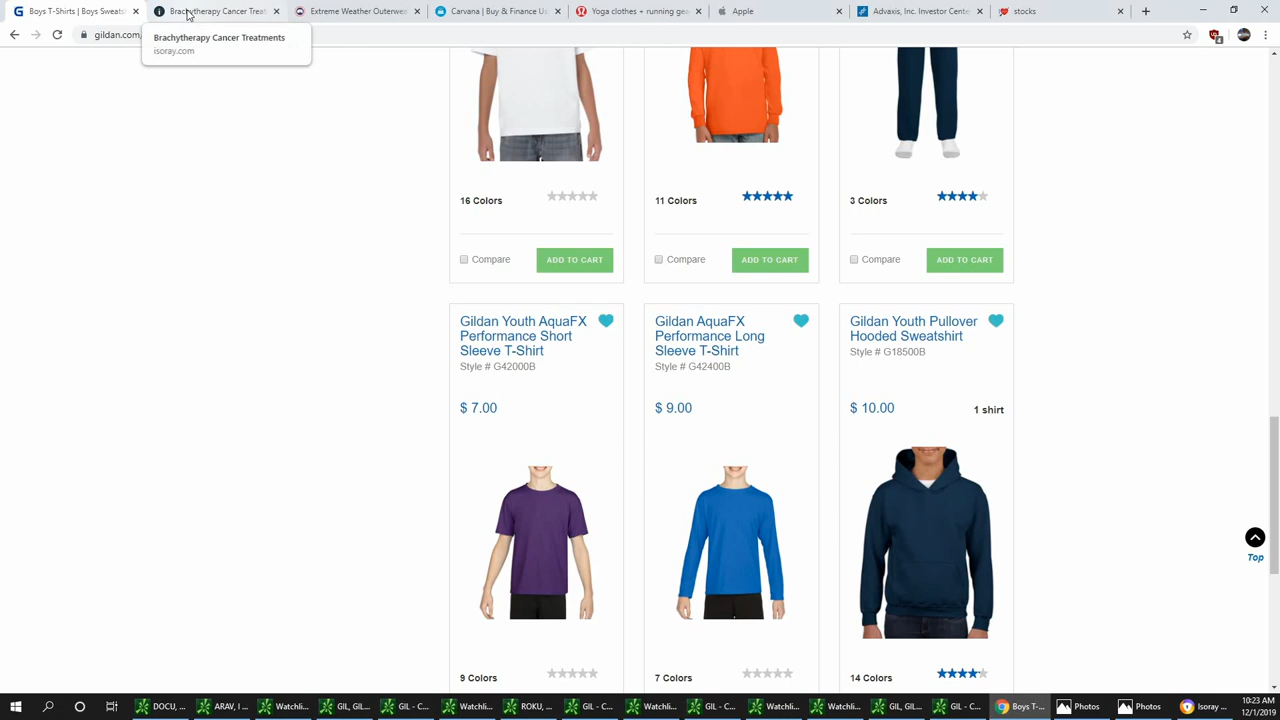 Boys T-Shirts | Boys Sweats
Brachytherapy Cancer Treat
Extreme Weather Outerwe
Carvana | Buy & Finance Us
Yoga clothes + running gea
Apple
Advaxis, Inc. Investor Center
stocks
gildan.com/
Brachytherapy Cancer Treatments
isoray.com
16 Colors
11 Colors
3 Colors
Compare
ADD TO CART
Compare
ADD TO CART
Compare
ADD TO CART
Gildan Youth AquaFX
Performance Short
Sleeve T-Shirt
Style # G42000B
$ 7.00
Gildan AquaFX
Performance Long
Sleeve T-Shirt
Style # G42400B
$ 9.00
Gildan Youth Pullover
Hooded Sweatshirt
Style # G18500B
$ 10.00
1 shirt
Top
9 Colors
7 Colors
14 Colors
DOCU, ...
ARAV, I ...
Watchli...
GIL, GIL...
GIL - C...
Watchli...
ROKU, ...
GIL - C...
Watchli...
GIL - C...
Watchli...
GIL, GIL...
GIL - C...
Boys T-...
Photos
Photos
Isoray ...
10:23 AM
12/1/2019